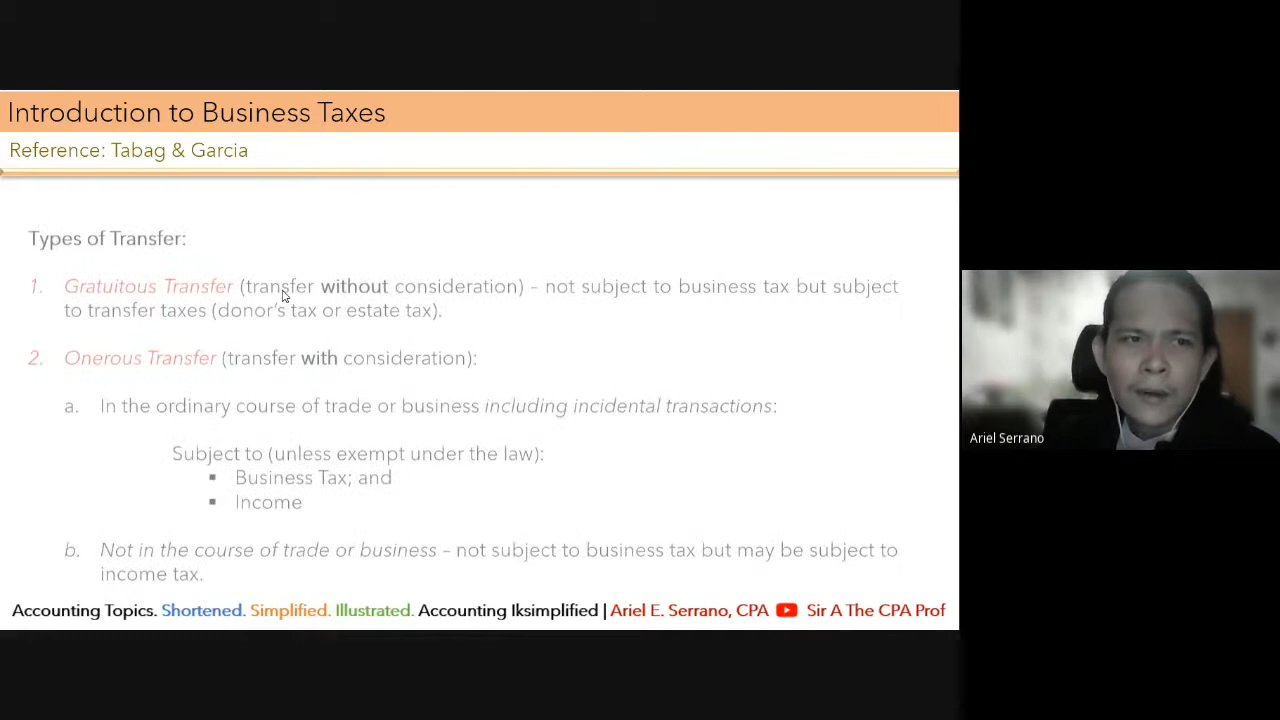 Introduction to Business Taxes
Reference: Tabag & Garcia
Types of Transfer:
1. Gratuitous Transfer (transfer without consideration) – not subject to business tax but subject
to transfer taxes (donor's tax or estate tax).
2. Onerous Transfer (transfer with consideration):
a. In the ordinary course of trade or business including incidental transactions:
Subject to (unless exempt under the law):
▪ Business Tax; and
▪ Income
b. Not in the course of trade or business – not subject to business tax but may be subject to
income tax.
Accounting Topics. Shortened. Simplified. Illustrated. Accounting Iksimplified | Ariel E. Serrano, CPA Sir A The CPA Prof
Ariel Serrano